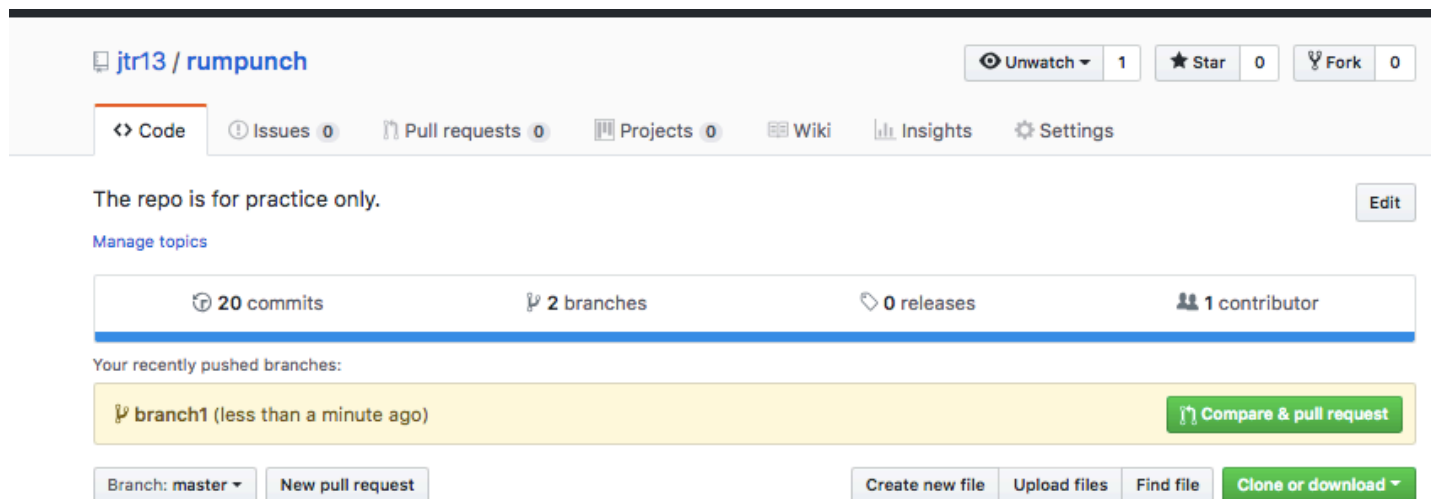 jtr13 / rumpunch
Unwatch 1 Star 0 Fork 0
Code Issues 0 Pull requests 0 Projects 0 Wiki Insights Settings
The repo is for practice only.
Edit
Manage topics
20 commits 2 branches 0 releases 1 contributor
Your recently pushed branches:
branch1 (less than a minute ago) Compare & pull request
Branch: master New pull request Create new file Upload files Find file Clone or download